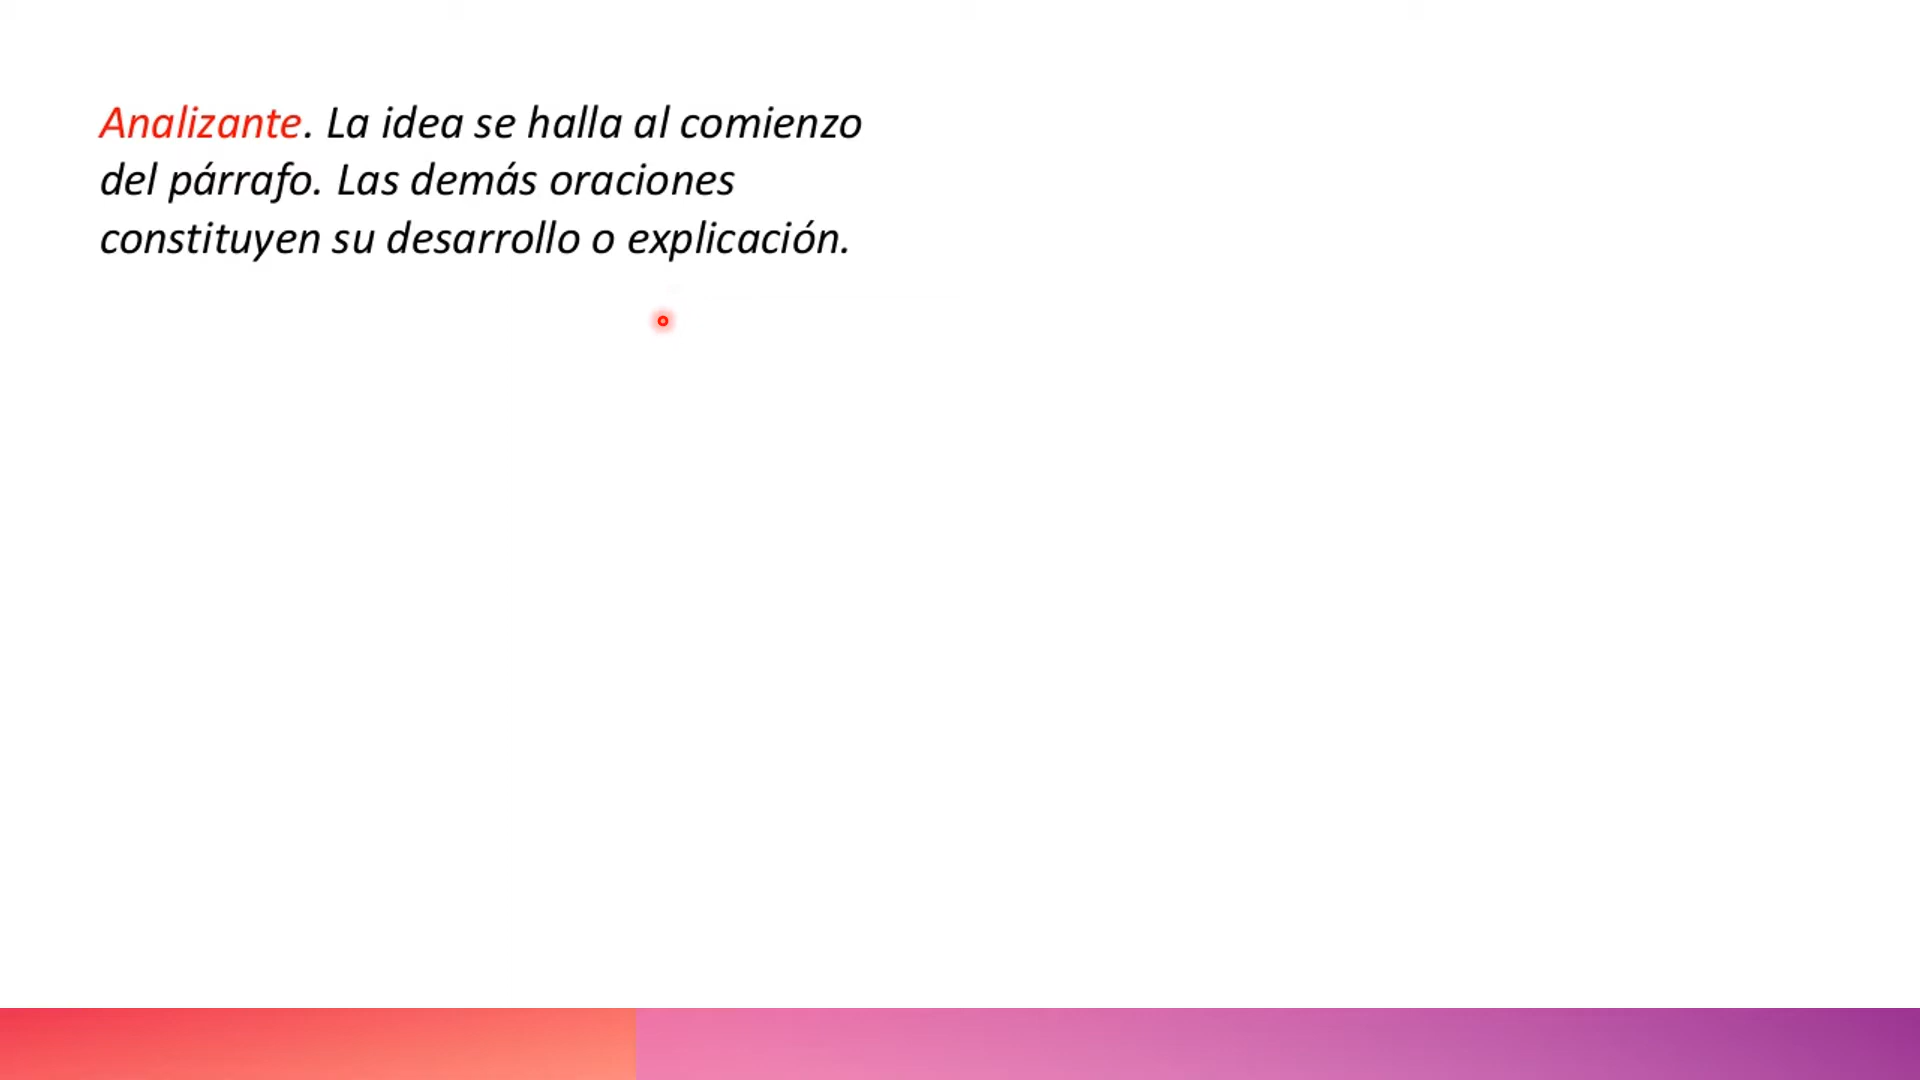 Analizante. La idea se halla al comienzo
del párrafo. Las demás oraciones
constituyen su desarrollo o explicación.